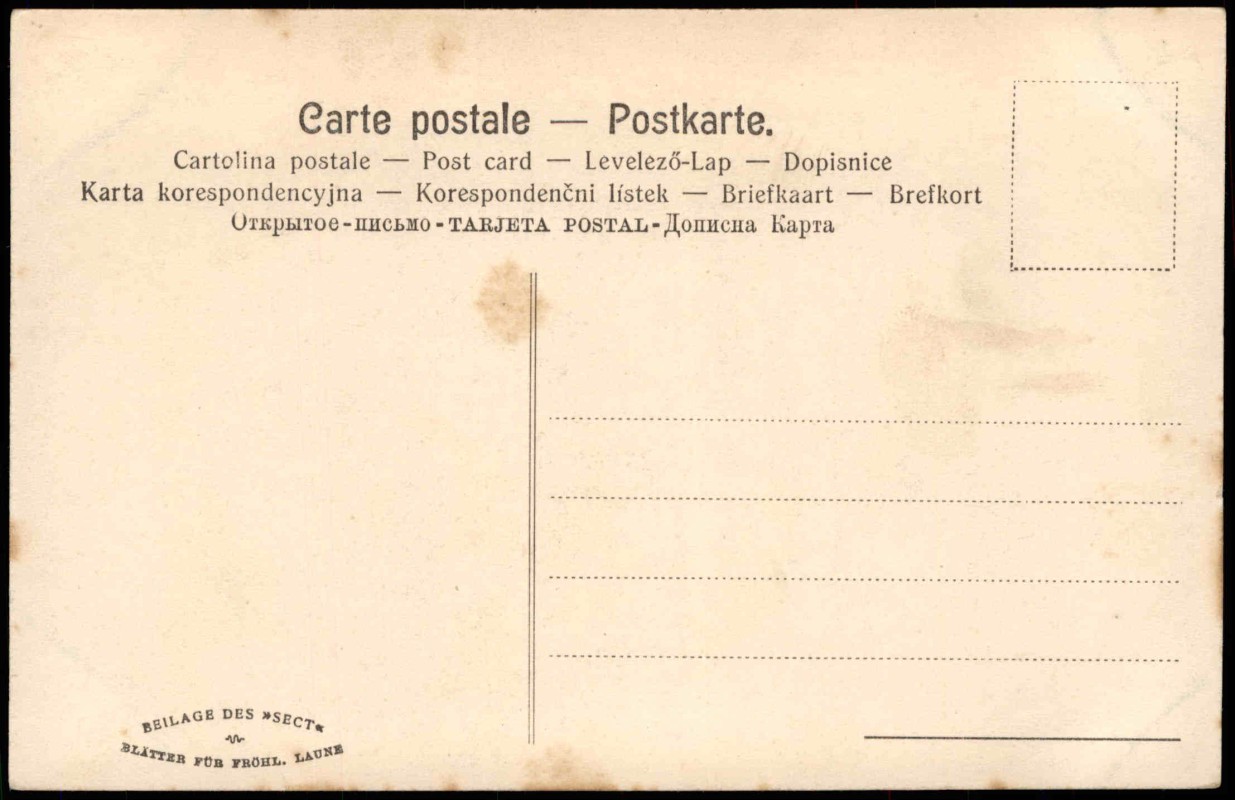 Carte postale — Postkarte.
Cartolina postale — Post card — Levelező-Lap — Dopisnice
Karta korespondencyjna — Korespondenčni lístek — Briefkaart — Brefkort
Открытое-письмо - TARJETA POSTAL - Дописна Карта
BEILAGE DES »SECT«
BLÄTTER FÜR FRÖHL. LAUNE